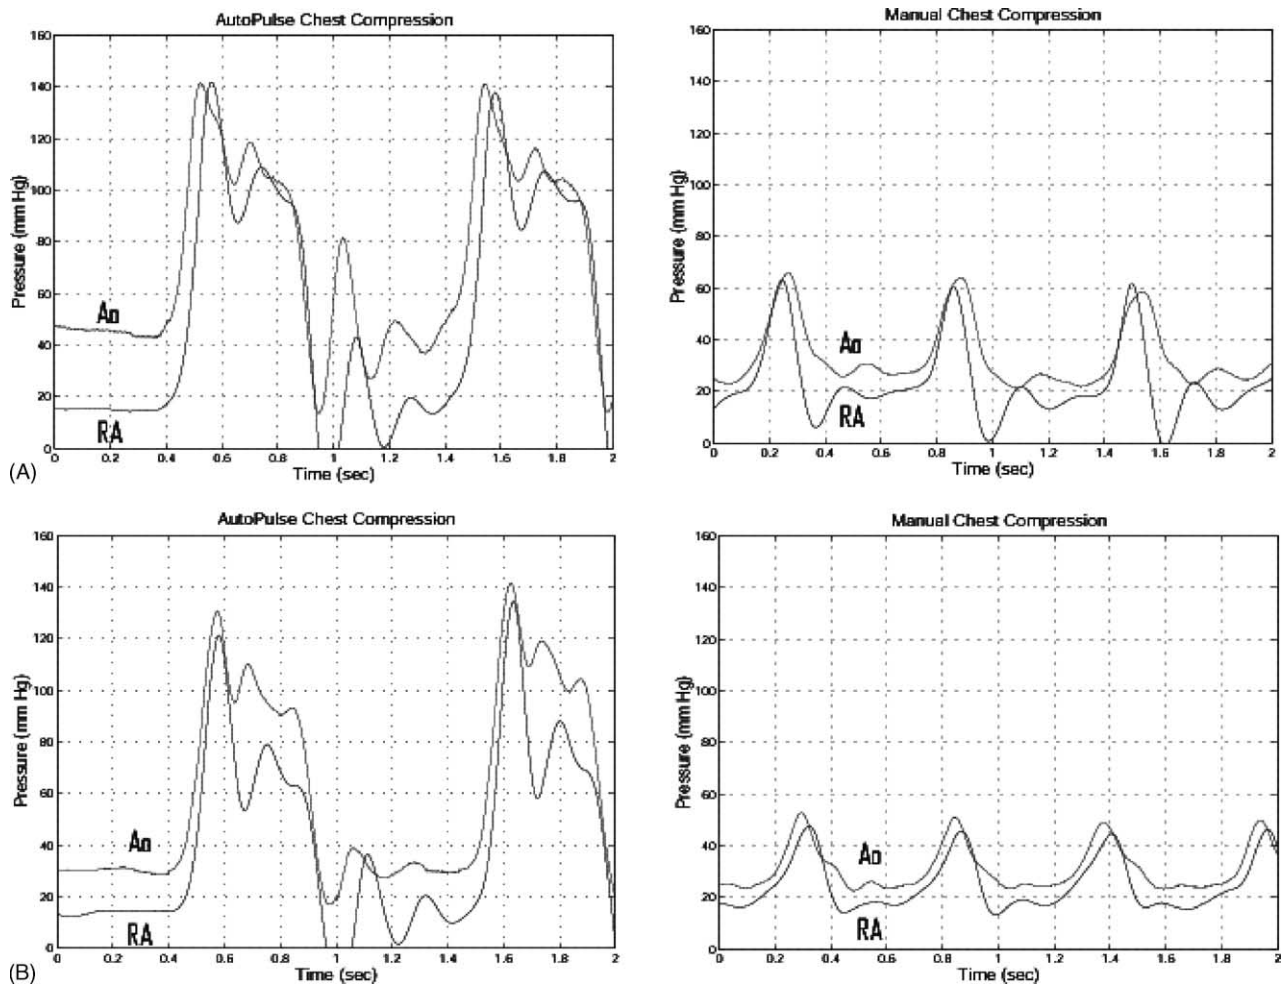 AutoPulse Chest Compression
160
140
120
100
80
60
40
20
0
Pressure (mm Hg)
Ao
RA
0 0.2 0.4 0.6 0.8 1 1.2 1.4 1.6 1.8 2
Time (sec)
(A)
Manual Chest Compression
160
140
120
100
80
60
40
20
0
Pressure (mm Hg)
Ao
RA
0 0.2 0.4 0.6 0.8 1 1.2 1.4 1.6 1.8 2
Time (sec)
AutoPulse Chest Compression
160
140
120
100
80
60
40
20
0
Pressure (mm Hg)
Ao
RA
0 0.2 0.4 0.6 0.8 1 1.2 1.4 1.6 1.8 2
Time (sec)
(B)
Manual Chest Compression
160
140
120
100
80
60
40
20
0
Pressure (mm Hg)
Ao
RA
0 0.2 0.4 0.6 0.8 1 1.2 1.4 1.6 1.8 2
Time (sec)